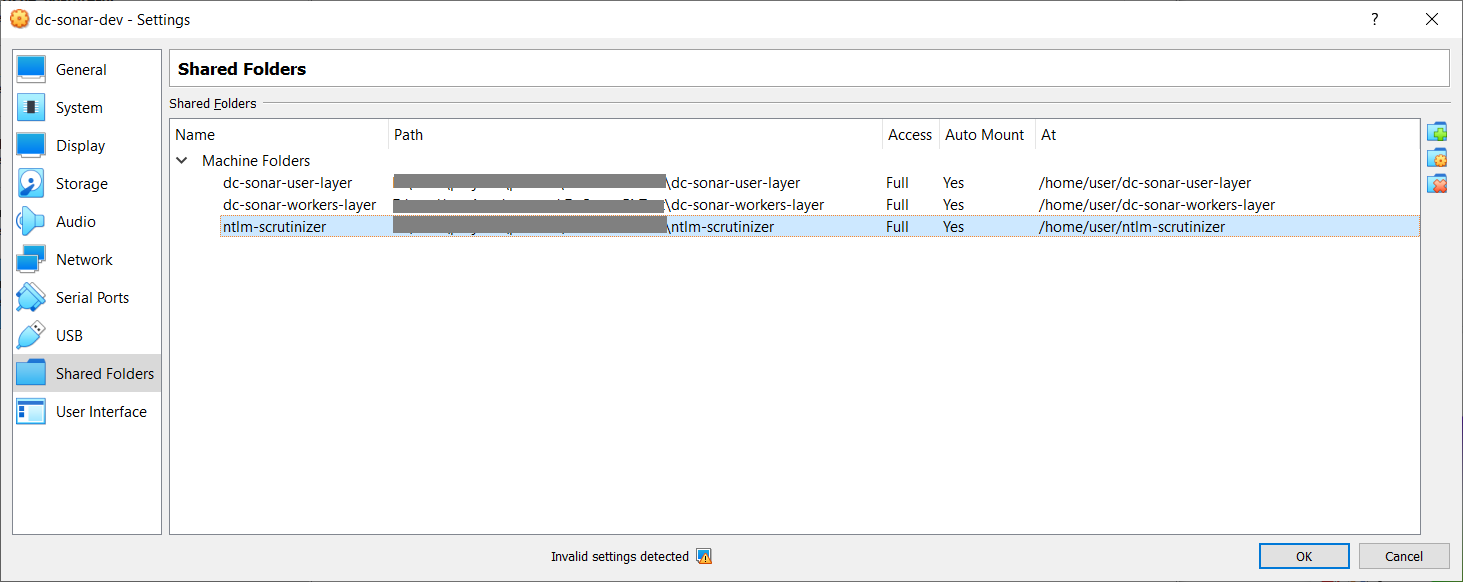 dc-sonar-dev - Settings
?
General
System
Display
Storage
Audio
Network
Serial Ports
USB
Shared Folders
User Interface
Shared Folders
Shared Folders
Name Path Access Auto Mount At
Machine Folders
dc-sonar-user-layer \dc-sonar-user-layer Full Yes /home/user/dc-sonar-user-layer
dc-sonar-workers-layer \dc-sonar-workers-layer Full Yes /home/user/dc-sonar-workers-layer
ntlm-scrutinizer \ntlm-scrutinizer Full Yes /home/user/ntlm-scrutinizer
Invalid settings detected
OK Cancel